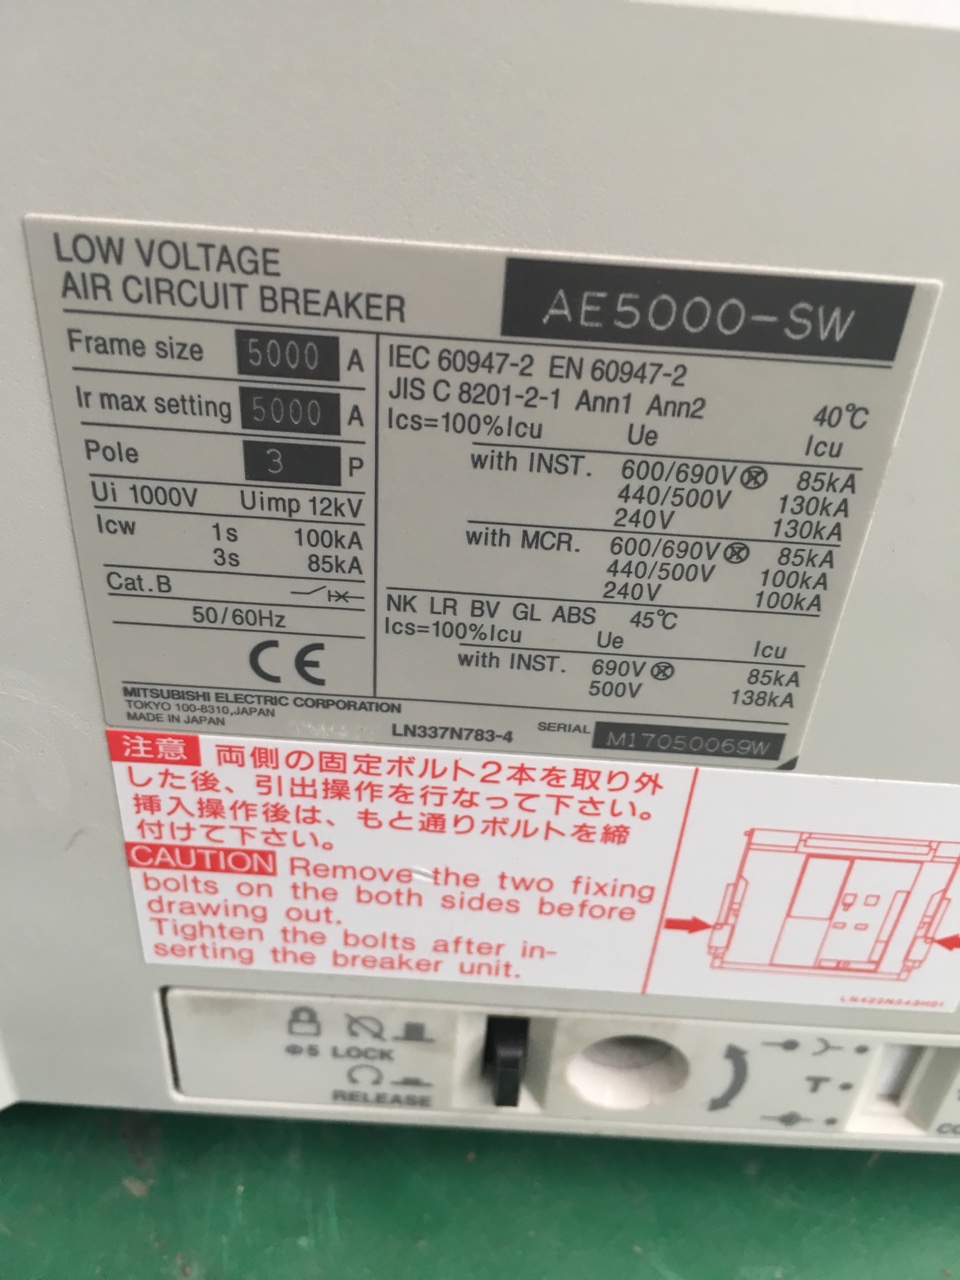 LOW VOLTAGE
AIR CIRCUIT BREAKER
AE5000-SW
Frame size 5000 A
Ir max setting 5000 A
Pole 3 P
Ui 1000V Uimp 12kV
Icw 1s 100kA
3s 85kA
Cat.B
50/60Hz
CE
IEC 60947-2 EN 60947-2
JIS C 8201-2-1 Ann1 Ann2 40℃
Ics=100%Icu Ue Icu
with INST. 600/690V 85kA
440/500V 130kA
240V 130kA
with MCR. 600/690V 85kA
440/500V 100kA
240V 100kA
NK LR BV GL ABS 45℃
Ics=100%Icu Ue Icu
with INST. 690V 85kA
500V 138kA
MITSUBISHI ELECTRIC CORPORATION
TOKYO 100-8310,JAPAN
MADE IN JAPAN
LN337N783-4 SERIAL M17050069W
注意 両側の固定ボルト2本を取り外
した後、引出操作を行なって下さい。
挿入操作後は、もと通りボルトを締
付けて下さい。
CAUTION Remove the two fixing
bolts on the both sides before
drawing out.
Tighten the bolts after in-
serting the breaker unit.
Φ5 LOCK
RELEASE
T